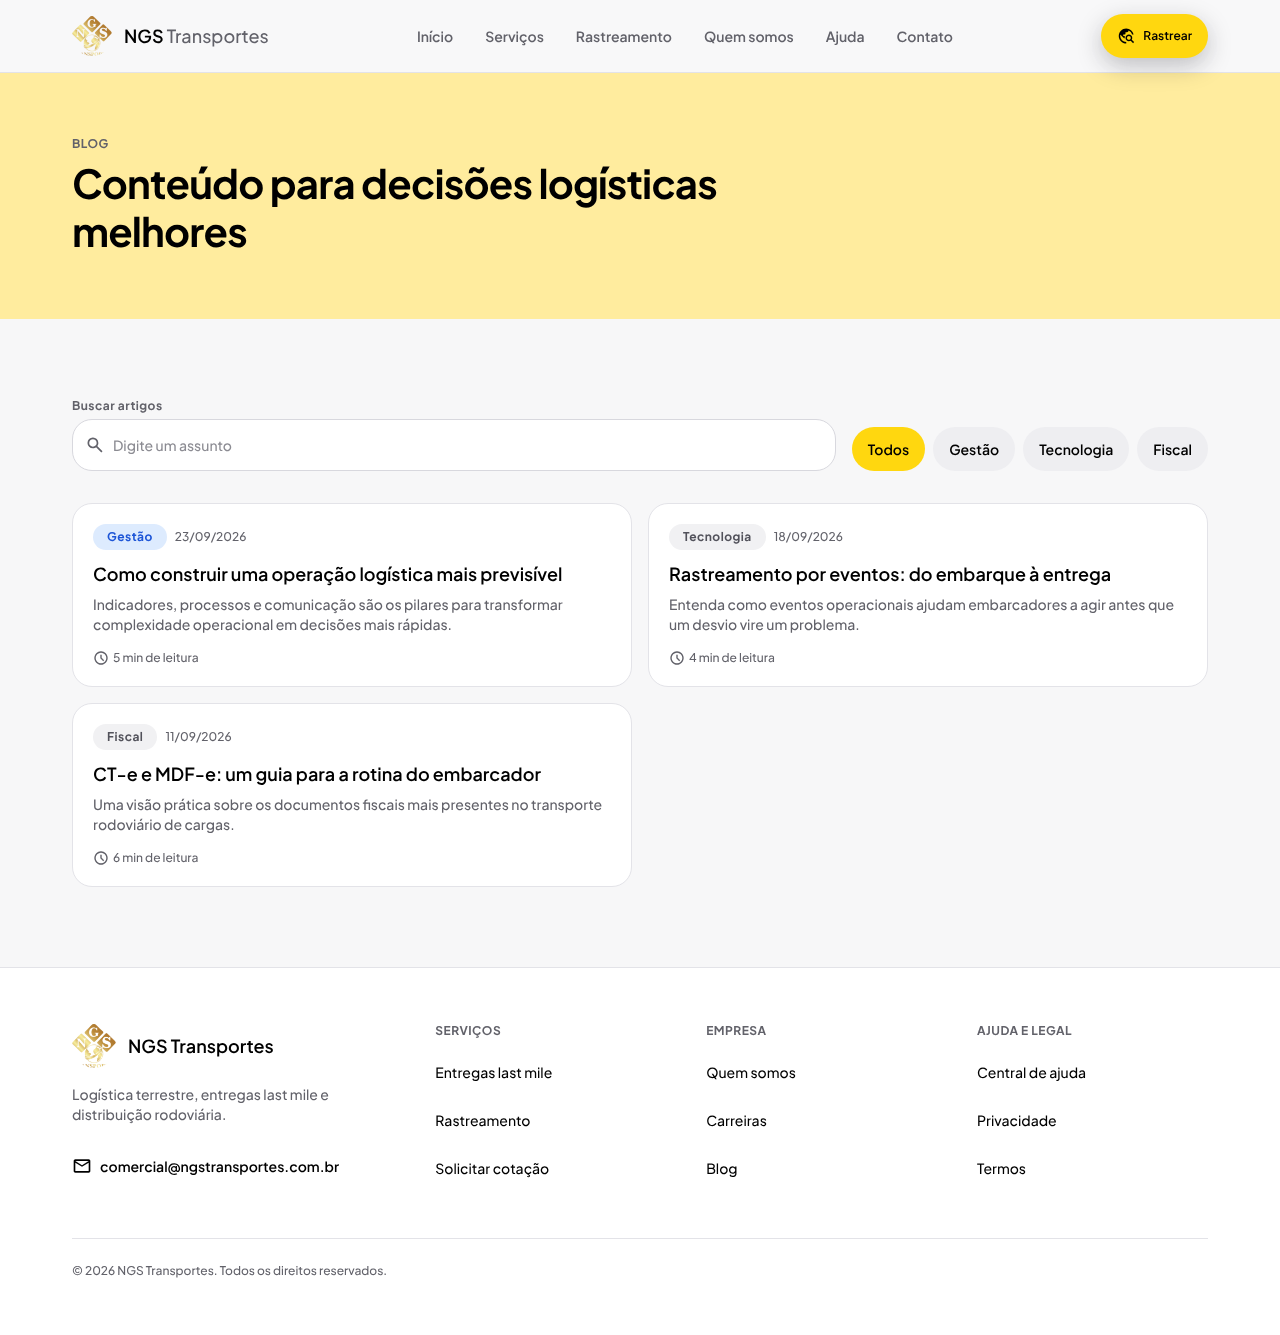 NGS Transportes
Início
Serviços
Rastreamento
Quem somos
Ajuda
Contato
Rastrear
BLOG
Conteúdo para decisões logísticas
melhores
Buscar artigos
Digite um assunto
Todos
Gestão
Tecnologia
Fiscal
Gestão 23/09/2026
Como construir uma operação logística mais previsível
Indicadores, processos e comunicação são os pilares para transformar
complexidade operacional em decisões mais rápidas.
5 min de leitura
Tecnologia 18/09/2026
Rastreamento por eventos: do embarque à entrega
Entenda como eventos operacionais ajudam embarcadores a agir antes que
um desvio vire um problema.
4 min de leitura
Fiscal 11/09/2026
CT-e e MDF-e: um guia para a rotina do embarcador
Uma visão prática sobre os documentos fiscais mais presentes no transporte
rodoviário de cargas.
6 min de leitura
NGS Transportes
Logística terrestre, entregas last mile e
distribuição rodoviária.
comercial@ngstransportes.com.br
SERVIÇOS
Entregas last mile
Rastreamento
Solicitar cotação
EMPRESA
Quem somos
Carreiras
Blog
AJUDA E LEGAL
Central de ajuda
Privacidade
Termos
© 2026 NGS Transportes. Todos os direitos reservados.